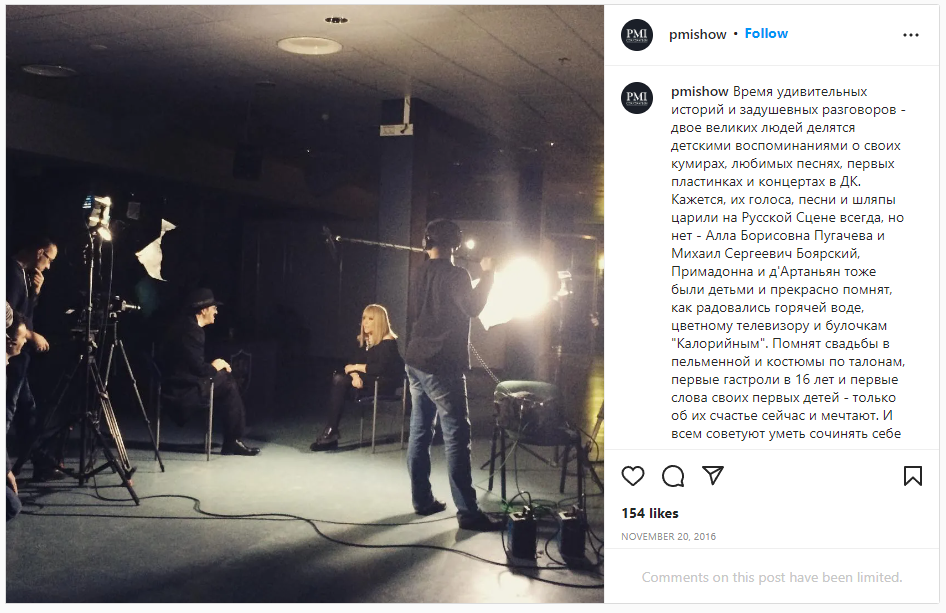 PMI
pmishow • Follow
PMI
pmishow Время удивительных
историй и задушевных разговоров -
двое великих людей делятся
детскими воспоминаниями о своих
кумирах, любимых песнях, первых
пластинках и концертах в ДК.
Кажется, их голоса, песни и шляпы
царили на Русской Сцене всегда, но
нет - Алла Борисовна Пугачева и
Михаил Сергеевич Боярский,
Примадонна и д'Артаньян тоже
были детьми и прекрасно помнят,
как радовались горячей воде,
цветному телевизору и булочкам
"Калорийным". Помнят свадьбы в
пельменной и костюмы по талонам,
первые гастроли в 16 лет и первые
слова своих первых детей - только
об их счастье сейчас и мечтают. И
всем советуют уметь сочинять себе
154 likes
NOVEMBER 20, 2016
Comments on this post have been limited.